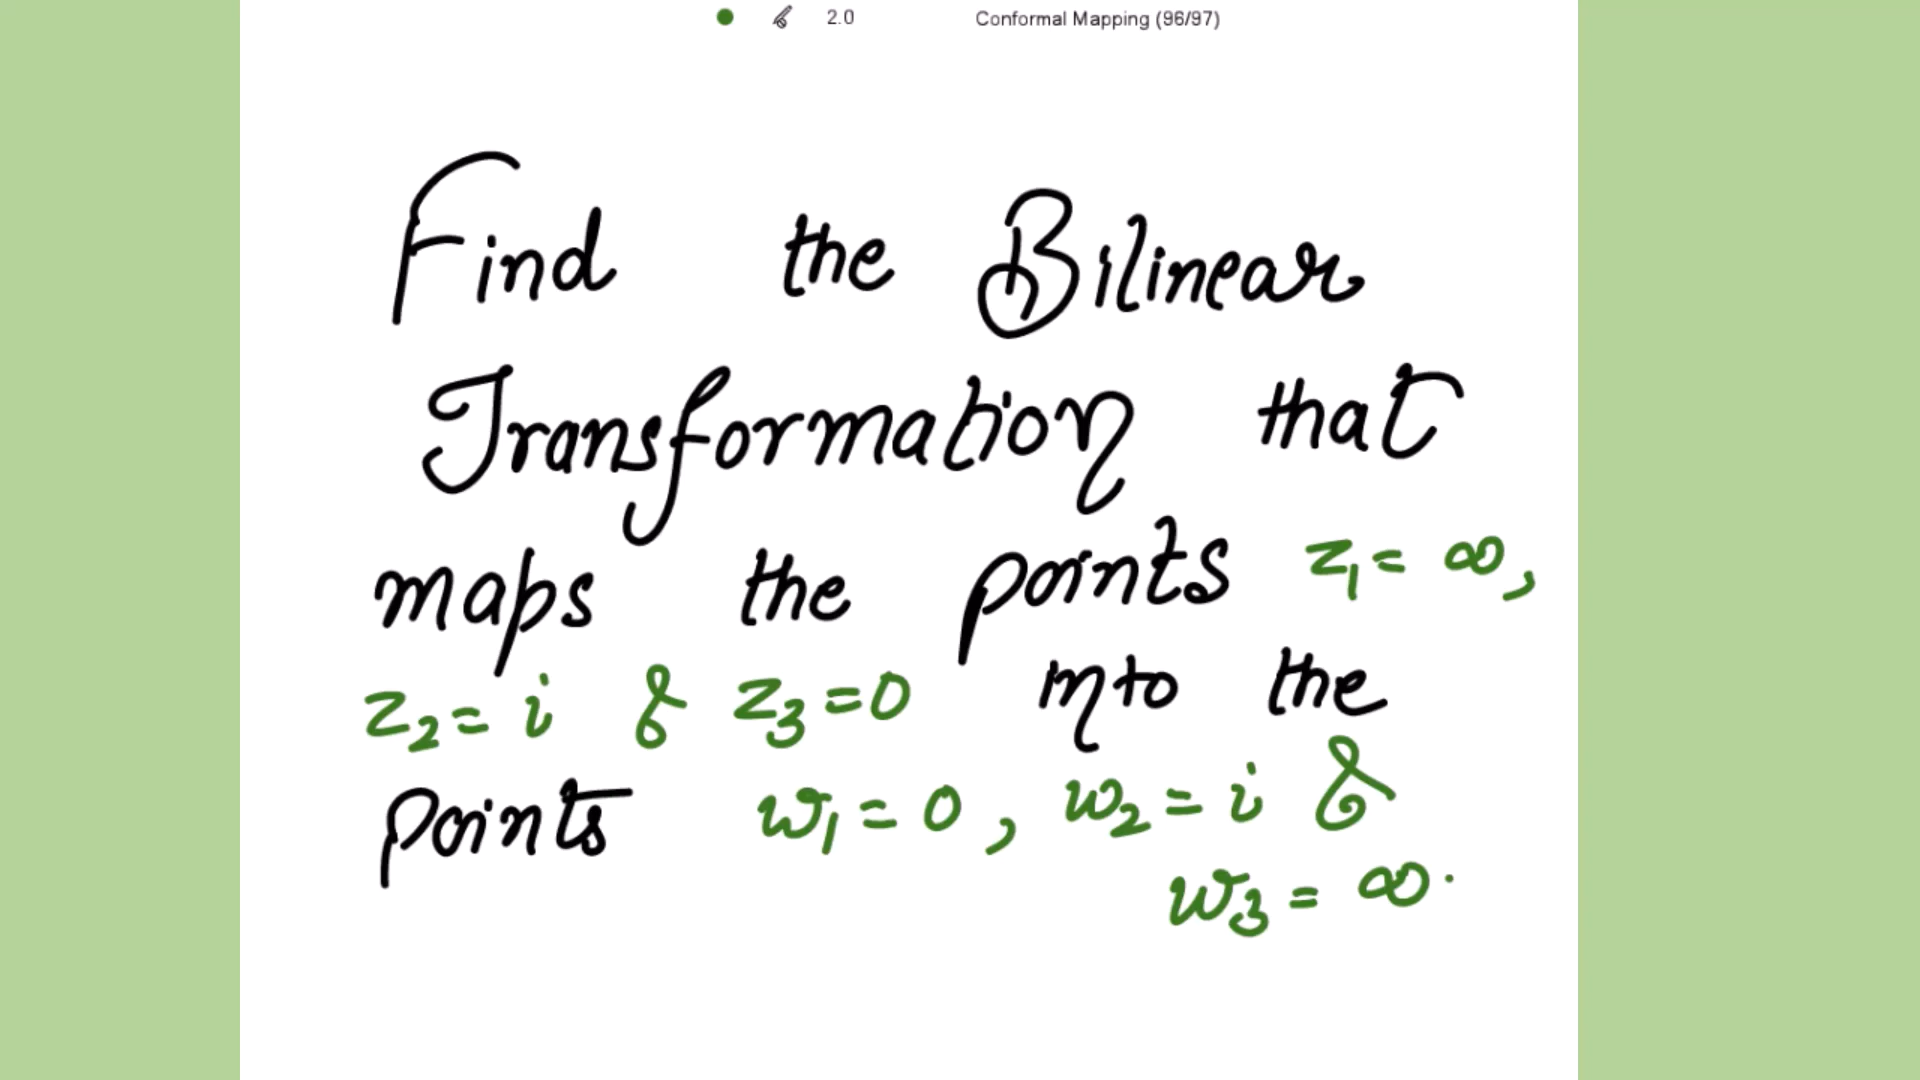 2.0 Conformal Mapping (96/97)
Find the Bilinear
Transformation that
maps the points z₁ = ∞,
z₂ = i & z₃ = 0 into the
points w₁ = 0, w₂ = i &
w₃ = ∞.